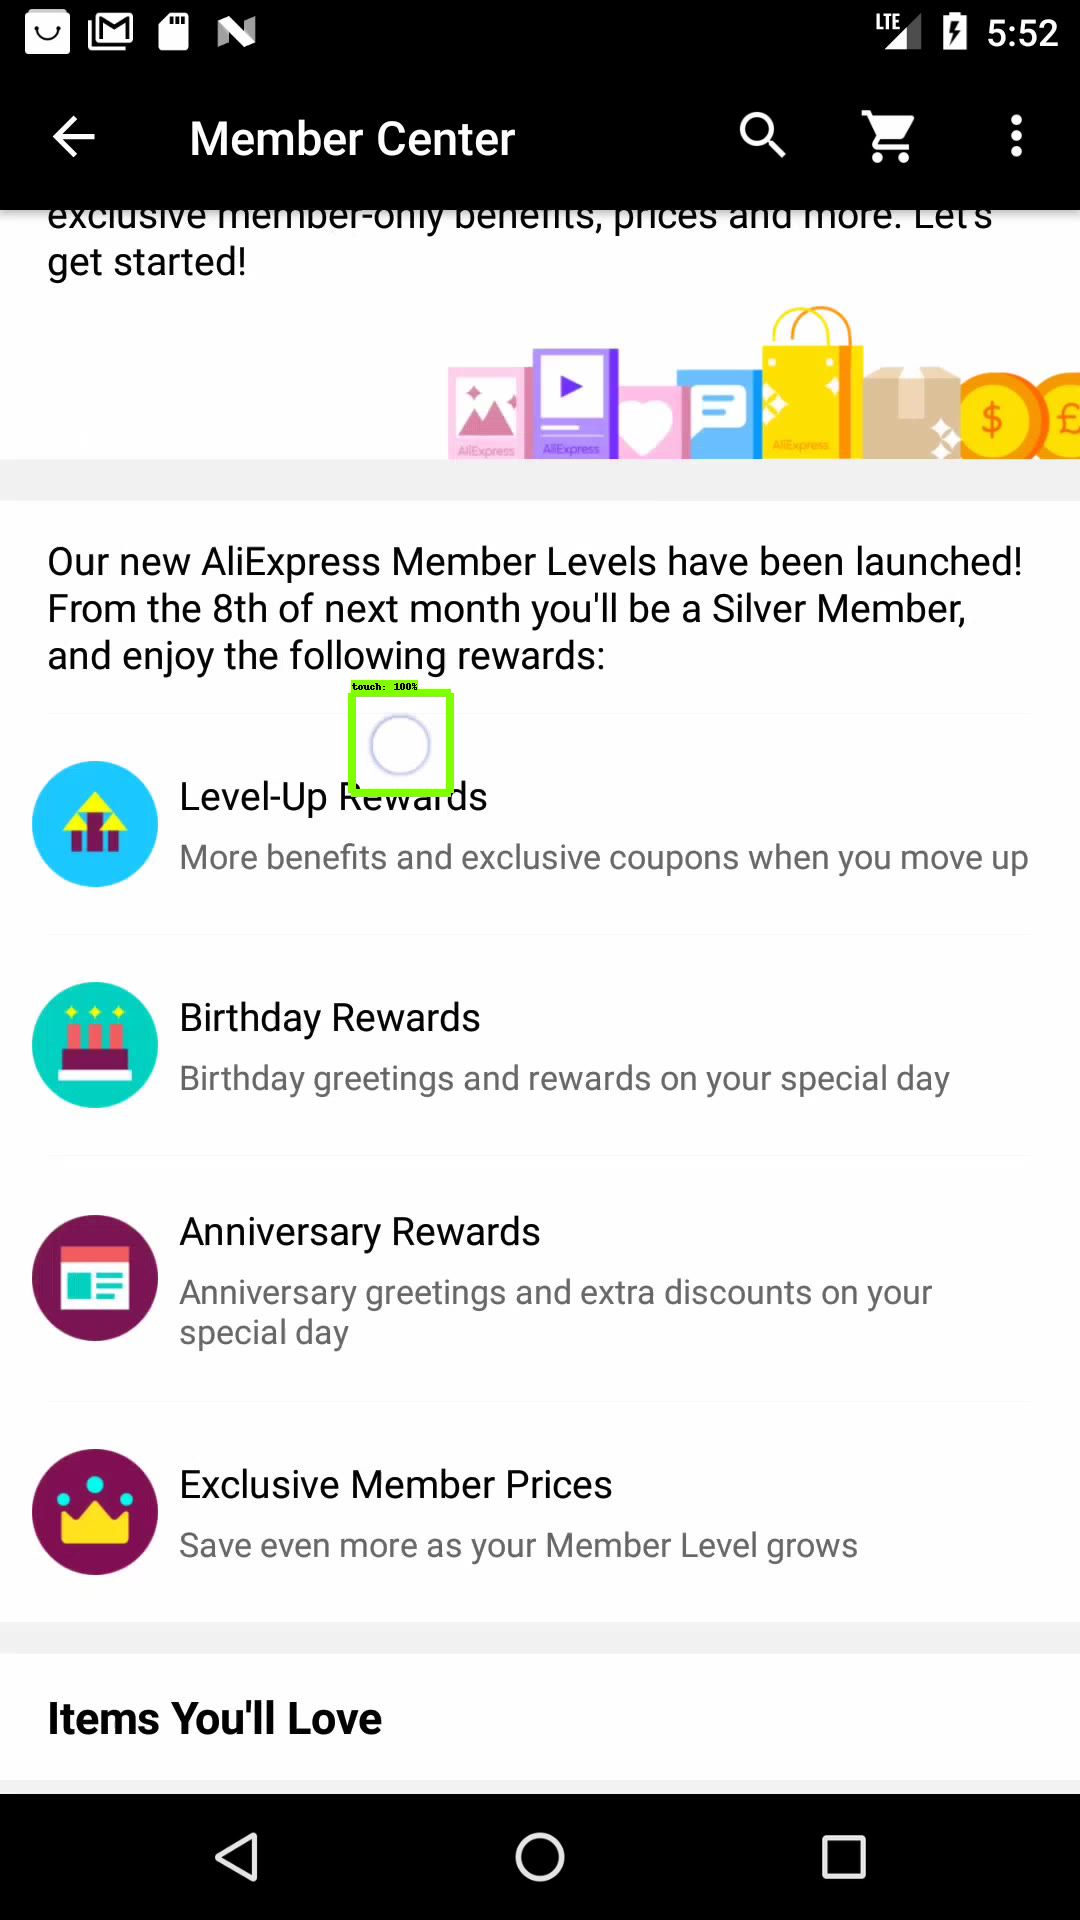 LTE 5:52
Member Center
exclusive member-only benefits, prices and more. Let's
get started!
AliExpress AliExpress AliExpress $ £
Our new AliExpress Member Levels have been launched!
From the 8th of next month you'll be a Silver Member,
and enjoy the following rewards:
touch: 100%
Level-Up Rewards
More benefits and exclusive coupons when you move up
Birthday Rewards
Birthday greetings and rewards on your special day
Anniversary Rewards
Anniversary greetings and extra discounts on your
special day
Exclusive Member Prices
Save even more as your Member Level grows
Items You'll Love